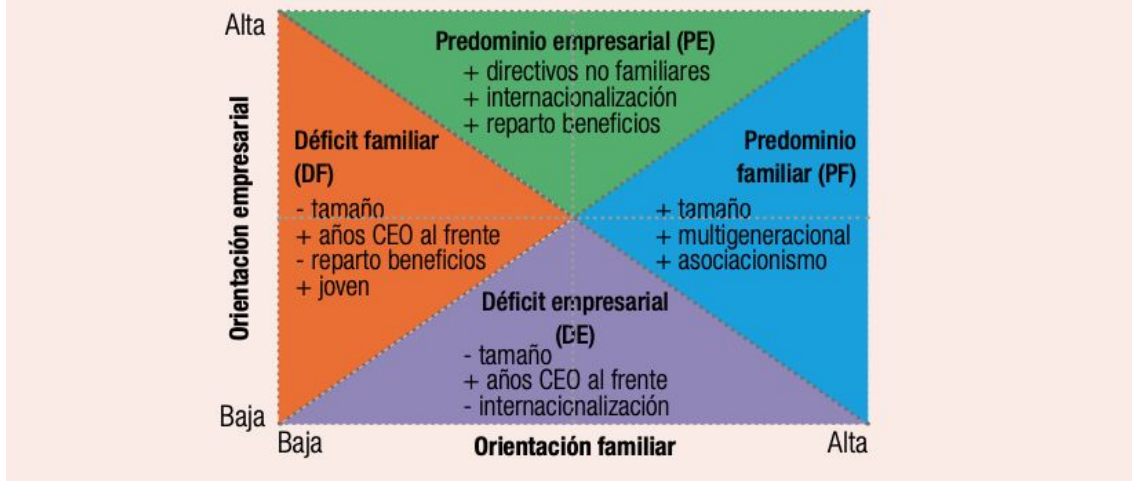 Alta
Orientación empresarial
Predominio empresarial (PE)
+ directivos no familiares
+ internacionalización
+ reparto beneficios
Déficit familiar
(DF)
- tamaño
+ años CEO al frente
- reparto beneficios
+ joven
Predominio
familiar (PF)
+ tamaño
+ multigeneracional
+ asociacionismo
Déficit empresarial
(DE)
- tamaño
+ años CEO al frente
- internacionalización
Baja
Baja
Orientación familiar
Alta